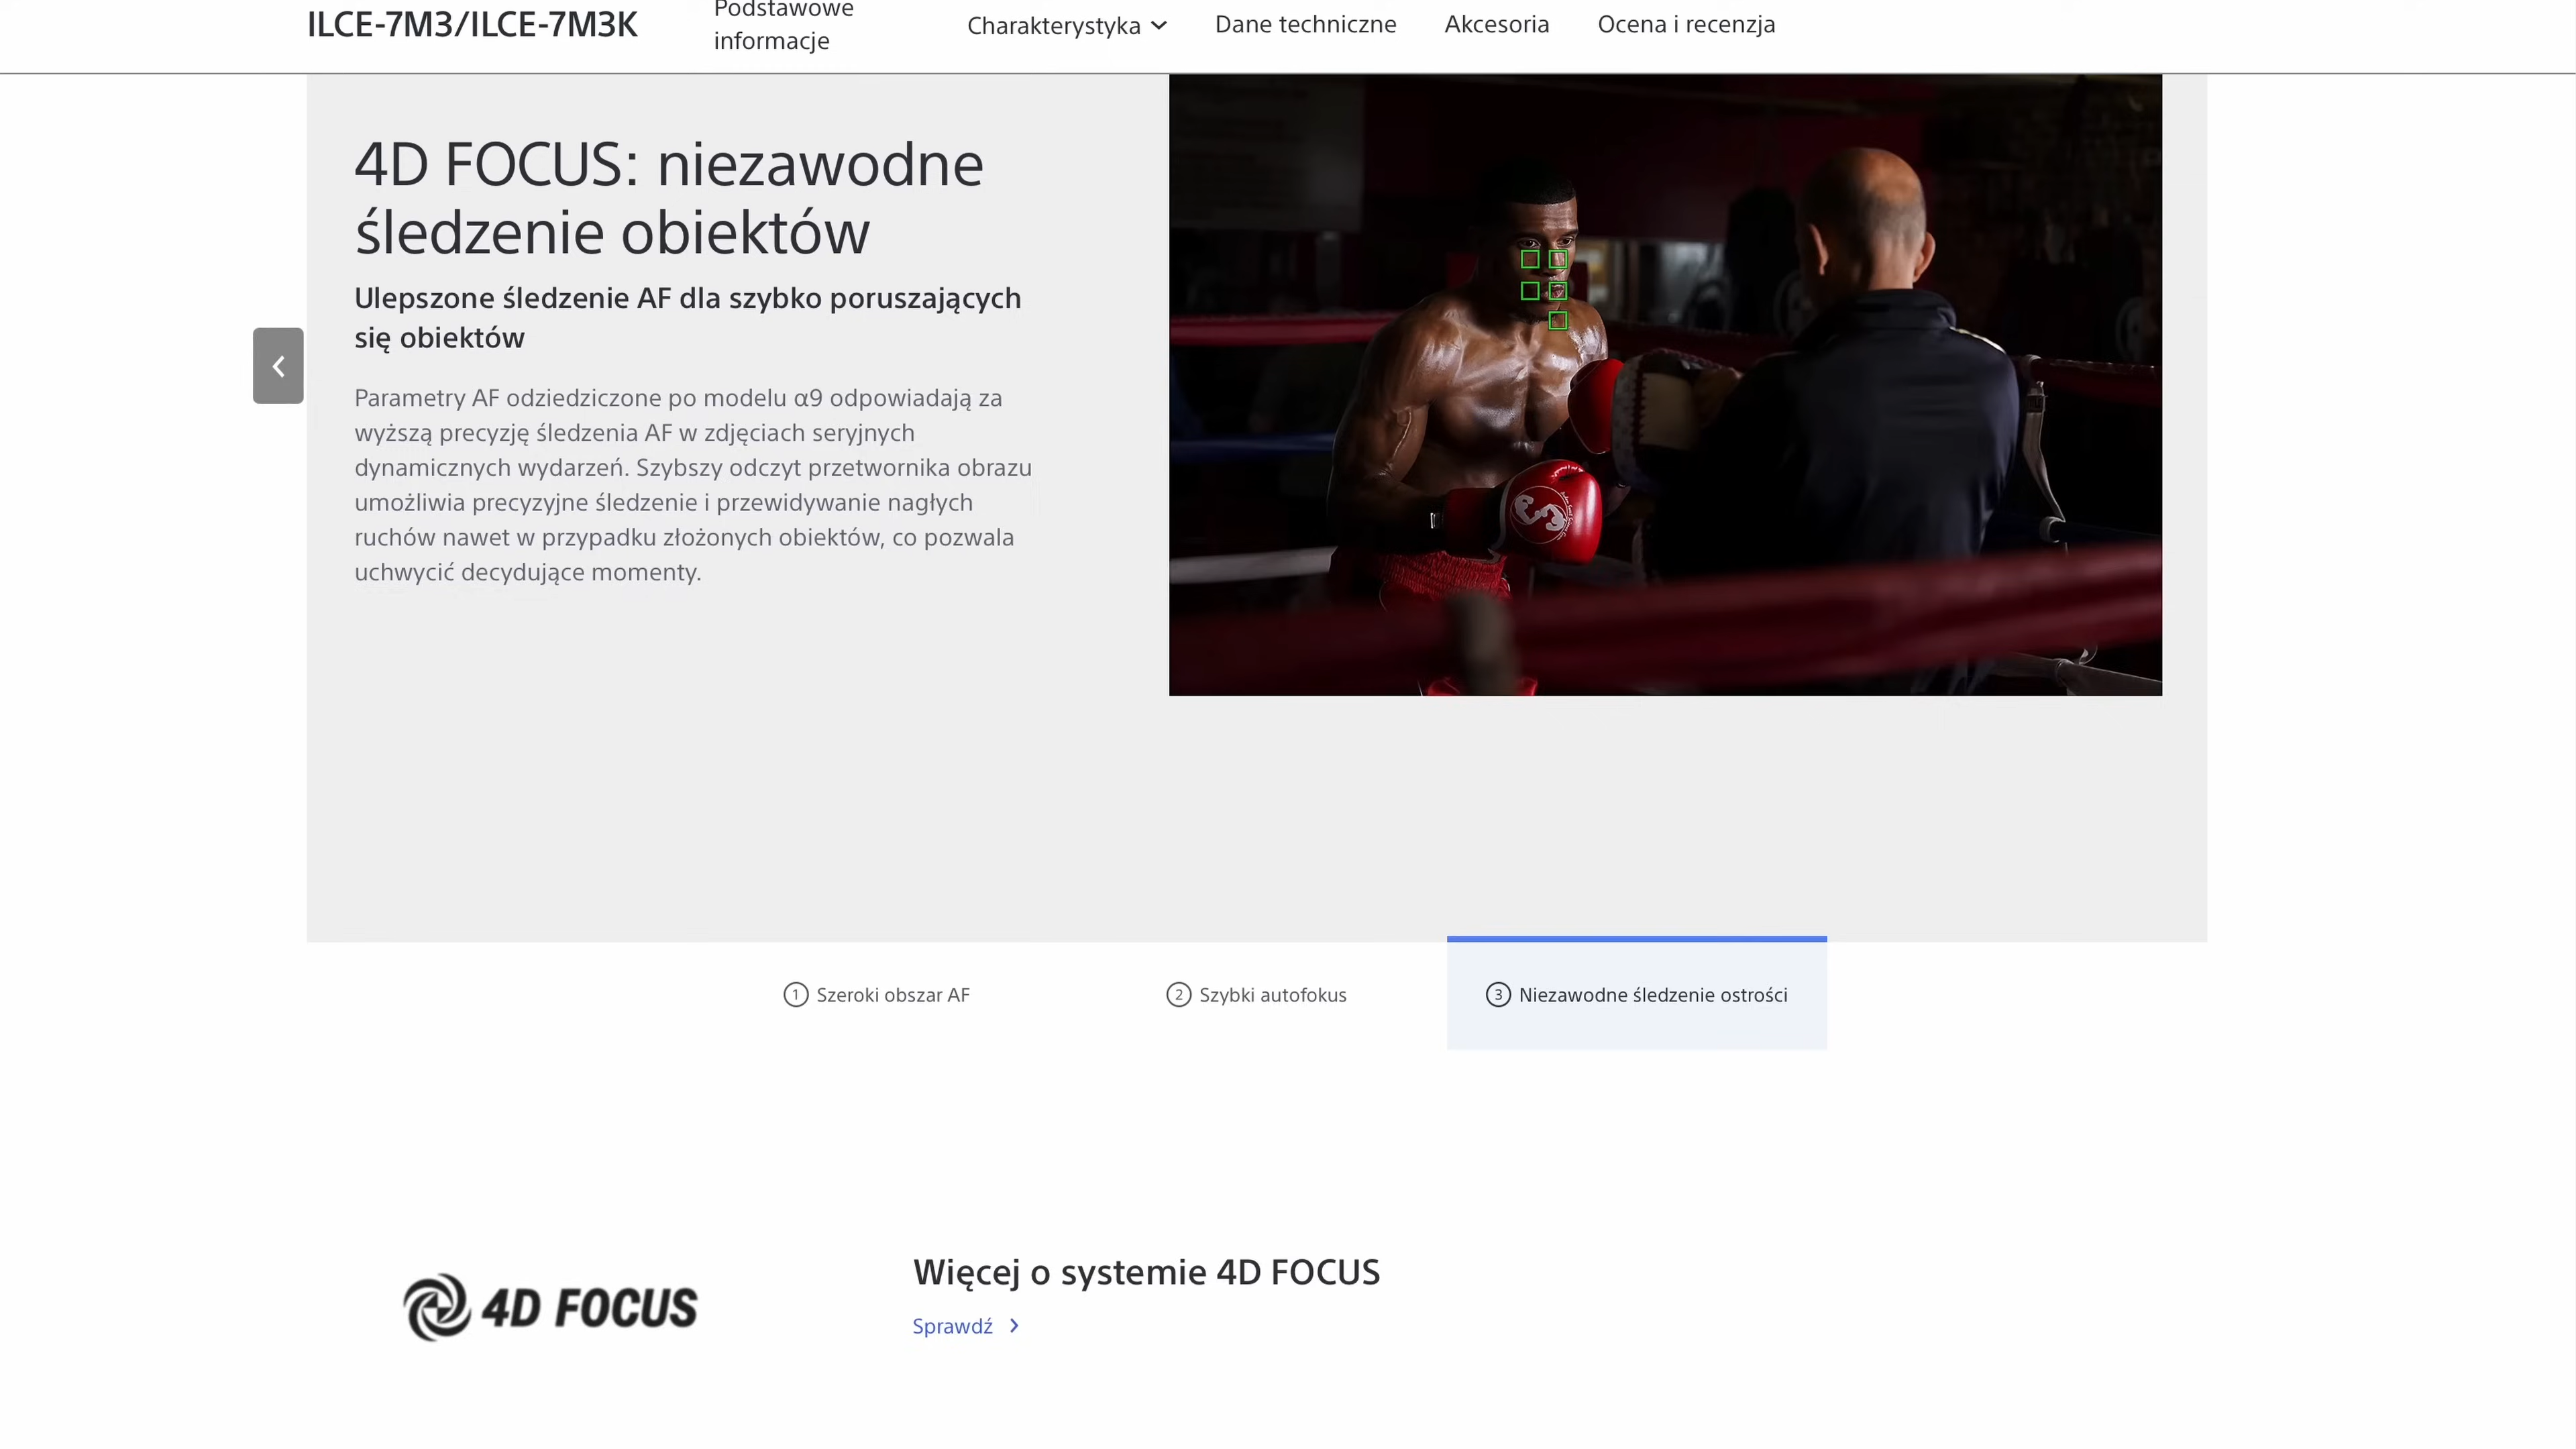 ILCE-7M3/ILCE-7M3K
Podstawowe
informacje
Charakterystyka
Dane techniczne
Akcesoria
Ocena i recenzja
4D FOCUS: niezawodne
śledzenie obiektów
Ulepszone śledzenie AF dla szybko poruszających
się obiektów
Parametry AF odziedziczone po modelu α9 odpowiadają za
wyższą precyzję śledzenia AF w zdjęciach seryjnych
dynamicznych wydarzeń. Szybszy odczyt przetwornika obrazu
umożliwia precyzyjne śledzenie i przewidywanie nagłych
ruchów nawet w przypadku złożonych obiektów, co pozwala
uchwycić decydujące momenty.
1 Szeroki obszar AF
2 Szybki autofokus
3 Niezawodne śledzenie ostrości
4D FOCUS
Więcej o systemie 4D FOCUS
Sprawdź